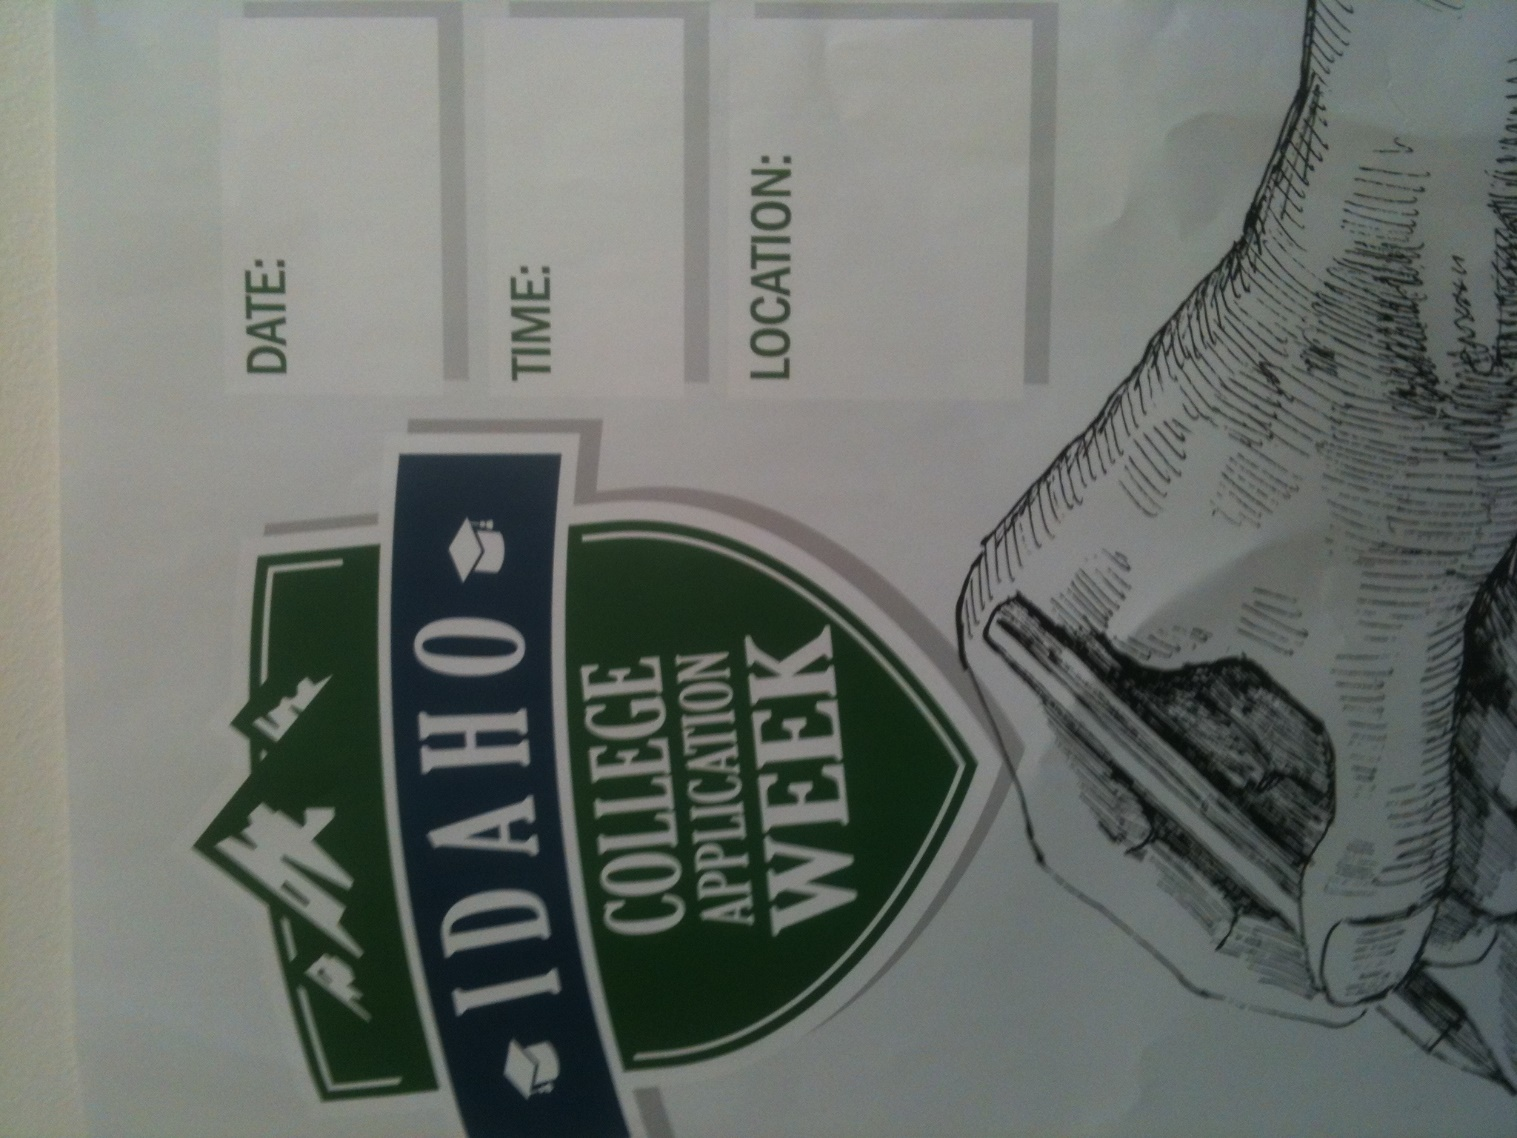 IDAHO
COLLEGE
APPLICATION
WEEK
DATE:
TIME:
LOCATION: